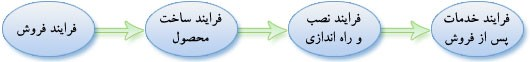 فرایند فروش
فرایند ساخت
محصول
فرایند نصب
و راه اندازی
فرایند خدمات
پس از فروش